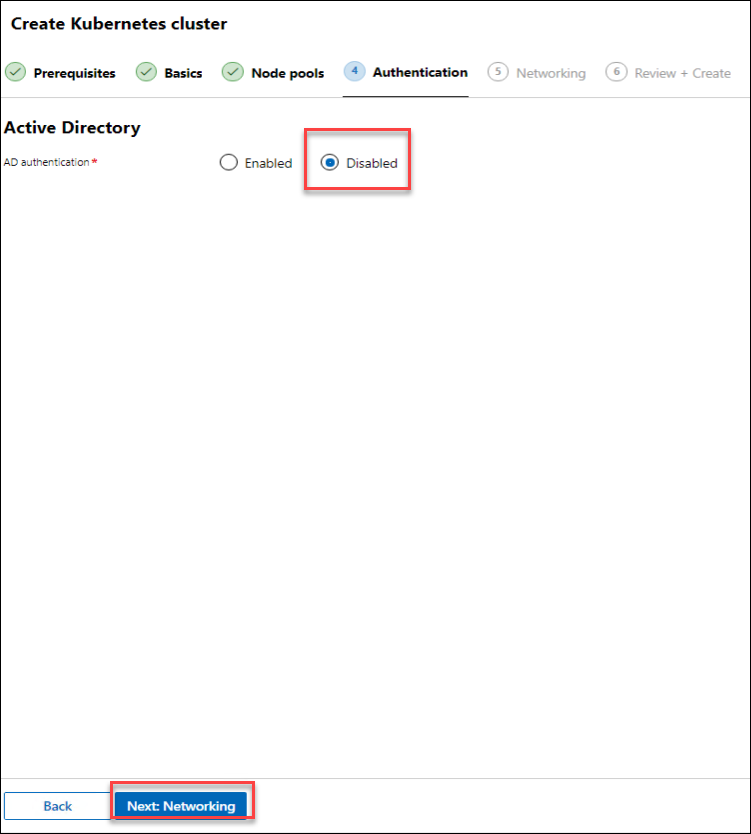 Create Kubernetes cluster
Prerequisites Basics Node pools 4 Authentication 5 Networking 6 Review + Create
Active Directory
AD authentication * Enabled Disabled
Back Next: Networking